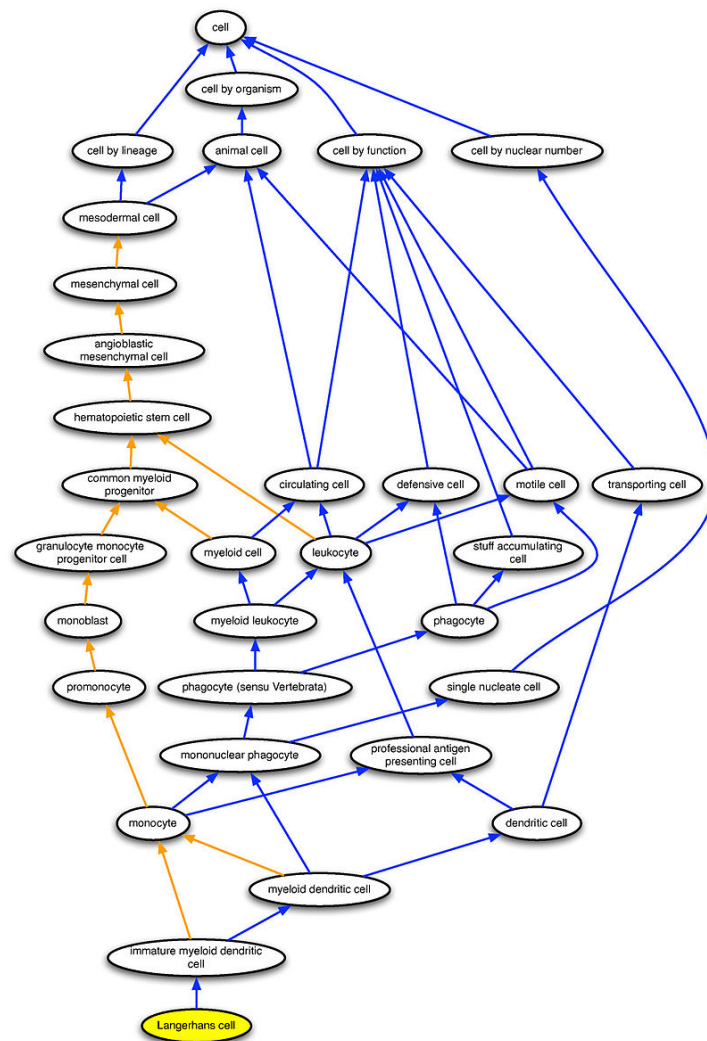 cell
cell by organism
cell by lineage
animal cell
cell by function
cell by nuclear number
mesodermal cell
mesenchymal cell
angioblastic
mesenchymal cell
hematopoietic stem cell
common myeloid
progenitor
circulating cell
defensive cell
motile cell
transporting cell
granulocyte monocyte
progenitor cell
myeloid cell
leukocyte
stuff accumulating
cell
monoblast
myeloid leukocyte
phagocyte
promonocyte
phagocyte (sensu Vertebrata)
single nucleate cell
mononuclear phagocyte
professional antigen
presenting cell
monocyte
dendritic cell
myeloid dendritic cell
immature myeloid dendritic
cell
Langerhans cell